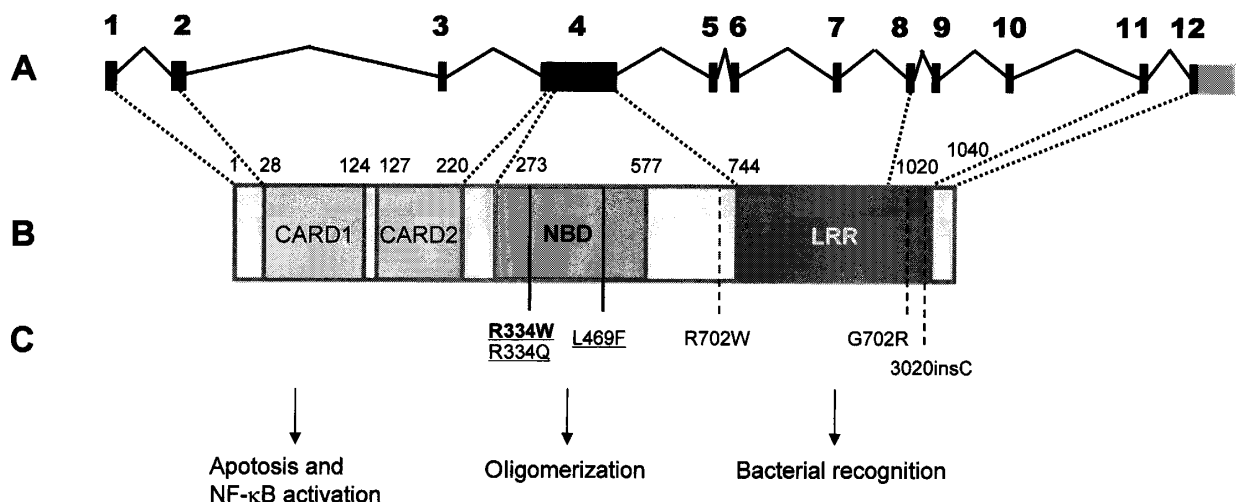 1 2 3 4 5 6 7 8 9 10 11 12
A
1 28 124 127 220 273 577 744 1020 1040
B
CARD1 CARD2 NBD LRR
C
R334W L469F R702W G702R
R334Q
3020insC
Apotosis and
NF-κB activation
Oligomerization
Bacterial recognition